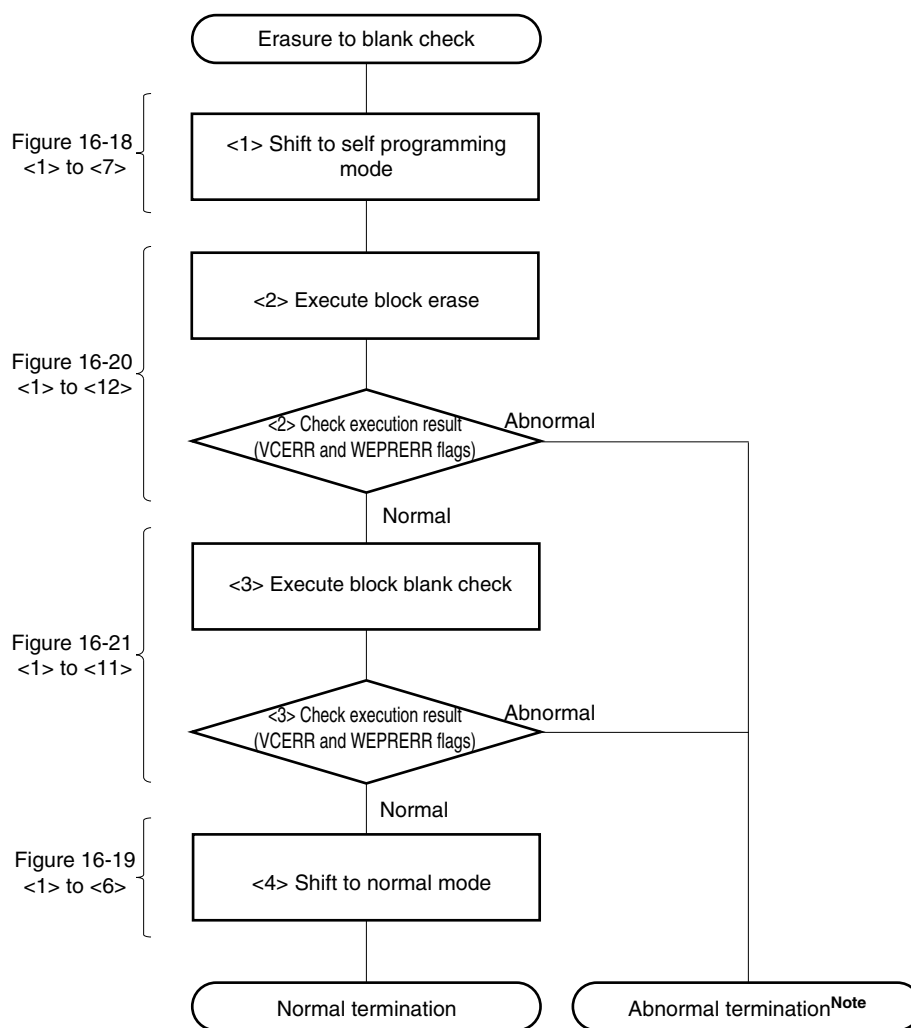 Erasure to blank check
Figure 16-18
<1> to <7>
<1> Shift to self programming
mode
<2> Execute block erase
Figure 16-20
<1> to <12>
<2> Check execution result
(VCERR and WEPRERR flags)
Abnormal
Normal
<3> Execute block blank check
Figure 16-21
<1> to <11>
<3> Check execution result
(VCERR and WEPRERR flags)
Abnormal
Normal
Figure 16-19
<1> to <6>
<4> Shift to normal mode
Normal termination
Abnormal terminationNote